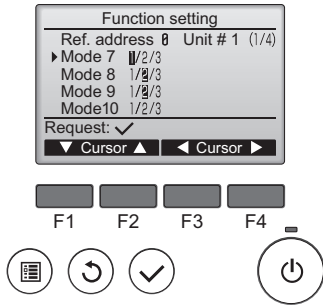 Function setting
Ref. address 0 Unit # 1 (1/4)
Mode 7 1/2/3
Mode 8 1/2/3
Mode 9 1/2/3
Mode10 1/2/3
Request: ✓
▼ Cursor ▲ ◀ Cursor ▶
F1 F2 F3 F4